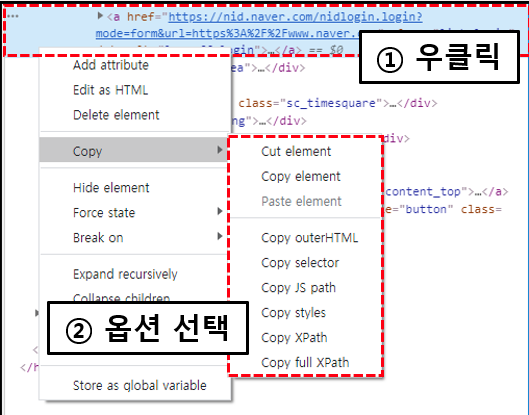 ▶<a href="https://nid.naver.com/nidlogin.login?
mode=form&url=https%3A%2F%2Fwww.naver.com
login">…</a> == $0
① 우클릭
Add attribute
ea">…</div>
Edit as HTML
Delete element
class="sc_timesquare">…</div>
ng">…</div>
Copy
div>
Cut element
Copy element
Paste element
content_top">…</a>
e="button" class=
Hide element
Force state
Break on
Copy outerHTML
Copy selector
Expand recursively
Copy JS path
Collapse children
Copy styles
② 옵션 선택
Copy XPath
Copy full XPath
</h
Store as global variable